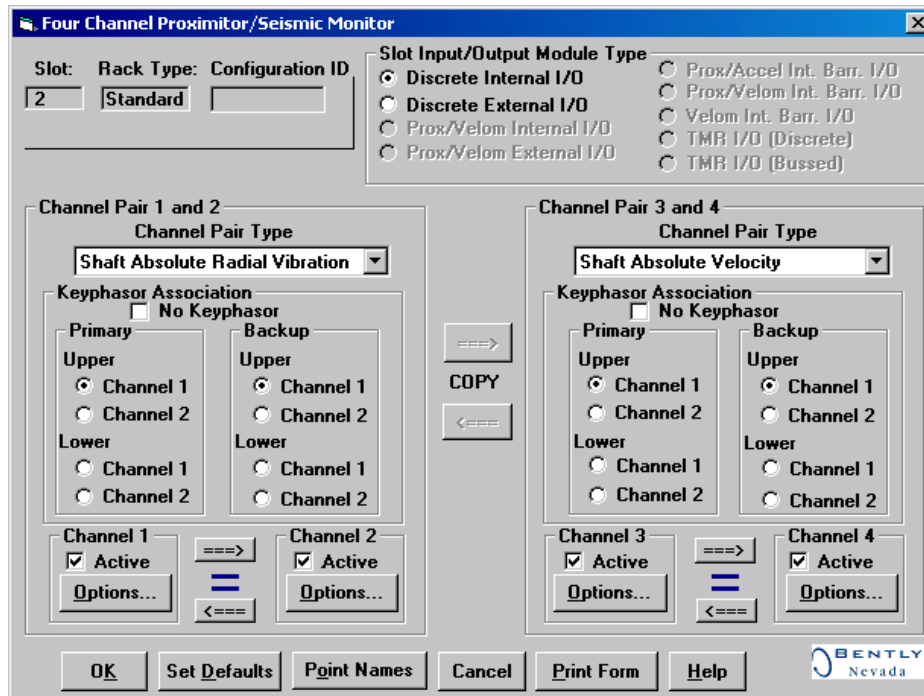 Four Channel Proximitor/Seismic Monitor
Slot:
Rack Type:
Configuration ID
2
Standard
Slot Input/Output Module Type
Discrete Internal I/O
Discrete External I/O
Prox/Velom Internal I/O
Prox/Velom External I/O
Prox/Accel Int. Barr. I/O
Prox/Velom Int. Barr. I/O
Velom Int. Barr. I/O
TMR I/O (Discrete)
TMR I/O (Bussed)
Channel Pair 1 and 2
Channel Pair Type
Shaft Absolute Radial Vibration
Keyphasor Association
No Keyphasor
Primary
Upper
Channel 1
Channel 2
Lower
Channel 1
Channel 2
Backup
Upper
Channel 1
Channel 2
Lower
Channel 1
Channel 2
Channel 1
Active
Options...
===>
<===
Channel 2
Active
Options...
===>
COPY
<===
Channel Pair 3 and 4
Channel Pair Type
Shaft Absolute Velocity
Keyphasor Association
No Keyphasor
Primary
Upper
Channel 1
Channel 2
Lower
Channel 1
Channel 2
Backup
Upper
Channel 1
Channel 2
Lower
Channel 1
Channel 2
Channel 3
Active
Options...
===>
<===
Channel 4
Active
Options...
OK
Set Defaults
Point Names
Cancel
Print Form
Help
BENTLY
Nevada